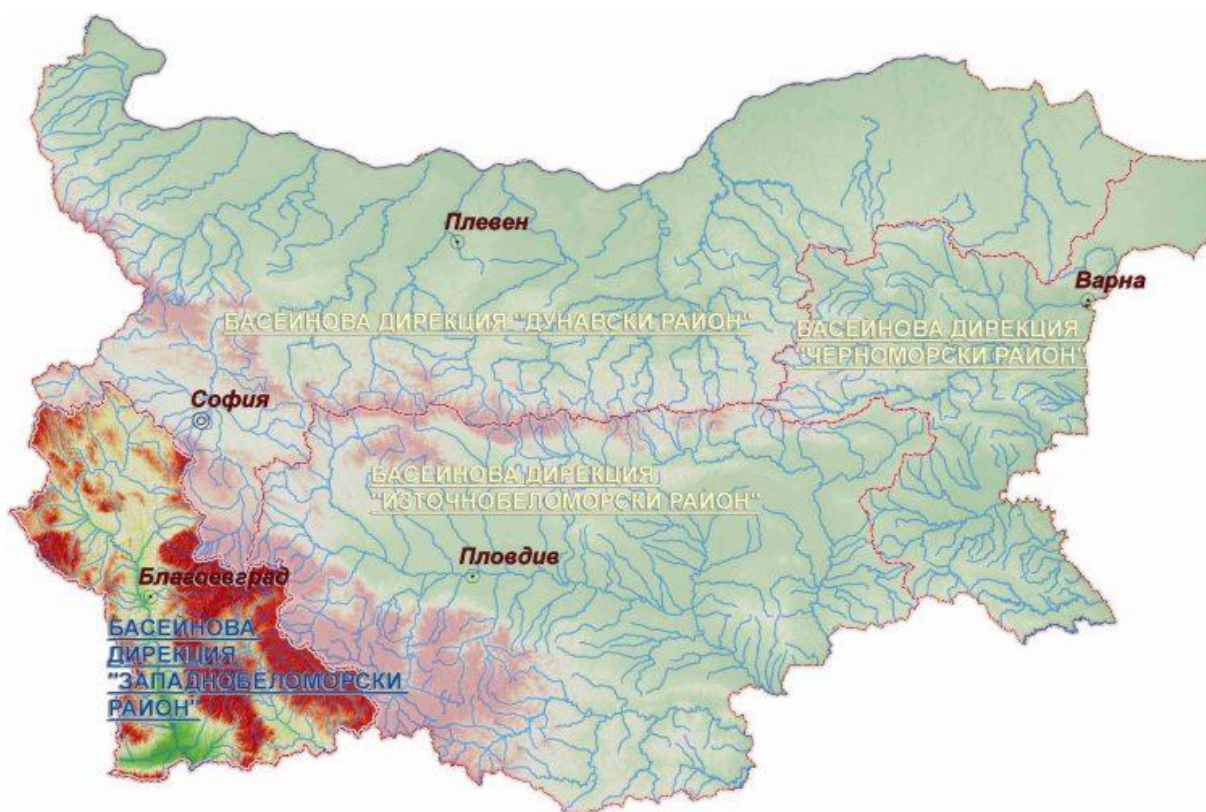 Плевен
Варна
БАСЕЙНОВА ДИРЕКЦИЯ "ДУНАВСКИ РАЙОН"
БАСЕЙНОВА ДИРЕКЦИЯ
"ЧЕРНОМОРСКИ РАЙОН"
София
БАСЕЙНОВА ДИРЕКЦИЯ
"ИЗТОЧНОБЕЛОМОРСКИ РАЙОН"
Пловдив
Благоевград
БАСЕЙНОВА
ДИРЕКЦИЯ
"ЗАПАДНОБЕЛОМОРСКИ
РАЙОН"